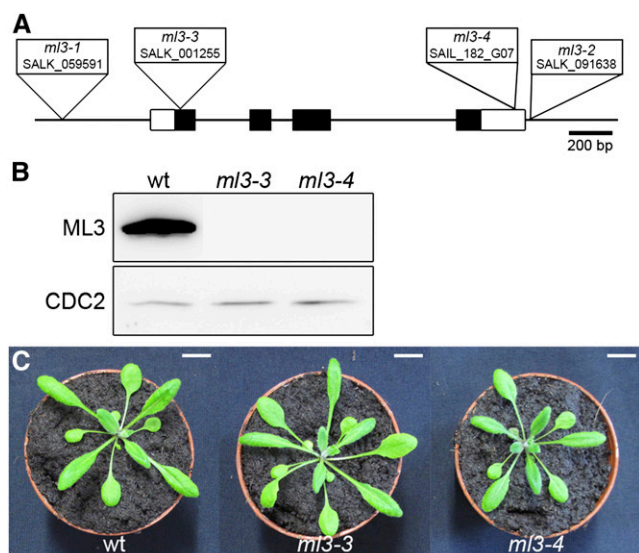 A
ml3-1
SALK_059591
ml3-3
SALK_001255
ml3-4
SAIL_182_G07
ml3-2
SALK_091638
200 bp
B
wt
ml3-3
ml3-4
ML3
CDC2
C
wt
ml3-3
ml3-4